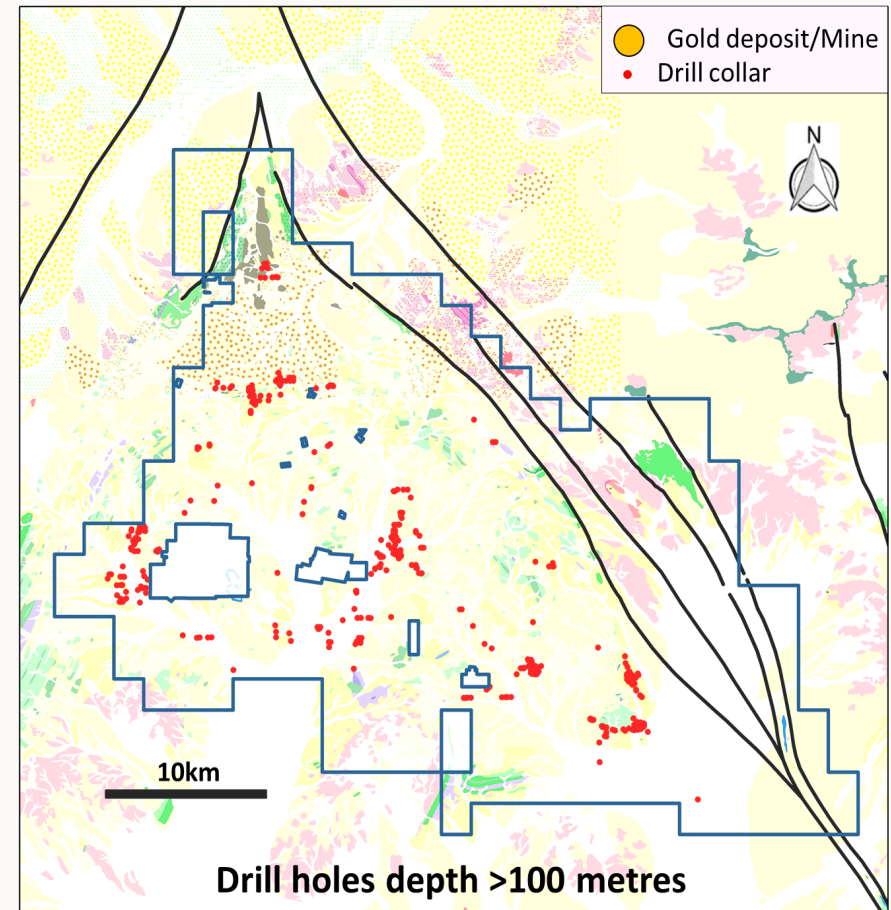 Gold deposit/Mine
Drill collar
N
10km
Drill holes depth >100 metres